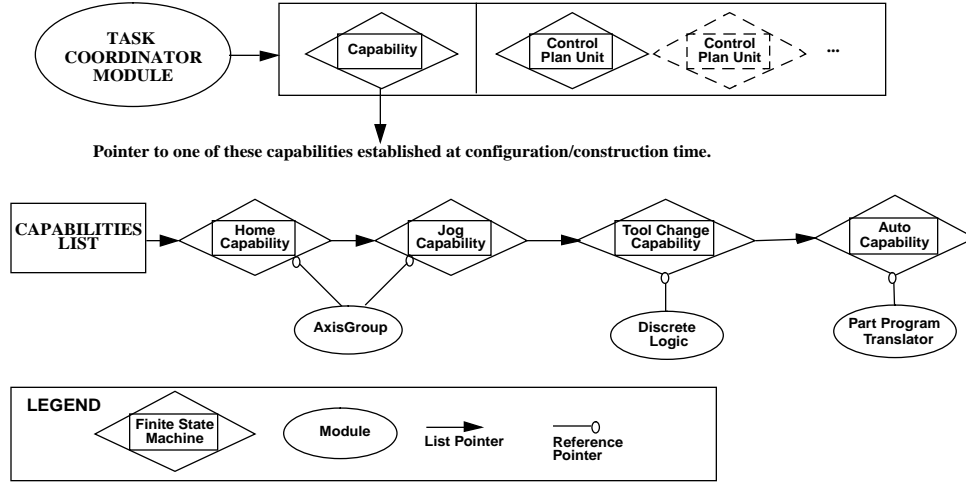 TASK
COORDINATOR
MODULE
Capability
Control
Plan Unit
Control
Plan Unit
...
Pointer to one of these capabilities established at configuration/construction time.
CAPABILITIES
LIST
Home
Capability
Jog
Capability
Tool Change
Capability
Auto
Capability
AxisGroup
Discrete
Logic
Part Program
Translator
LEGEND
Finite State
Machine
Module
List Pointer
Reference
Pointer